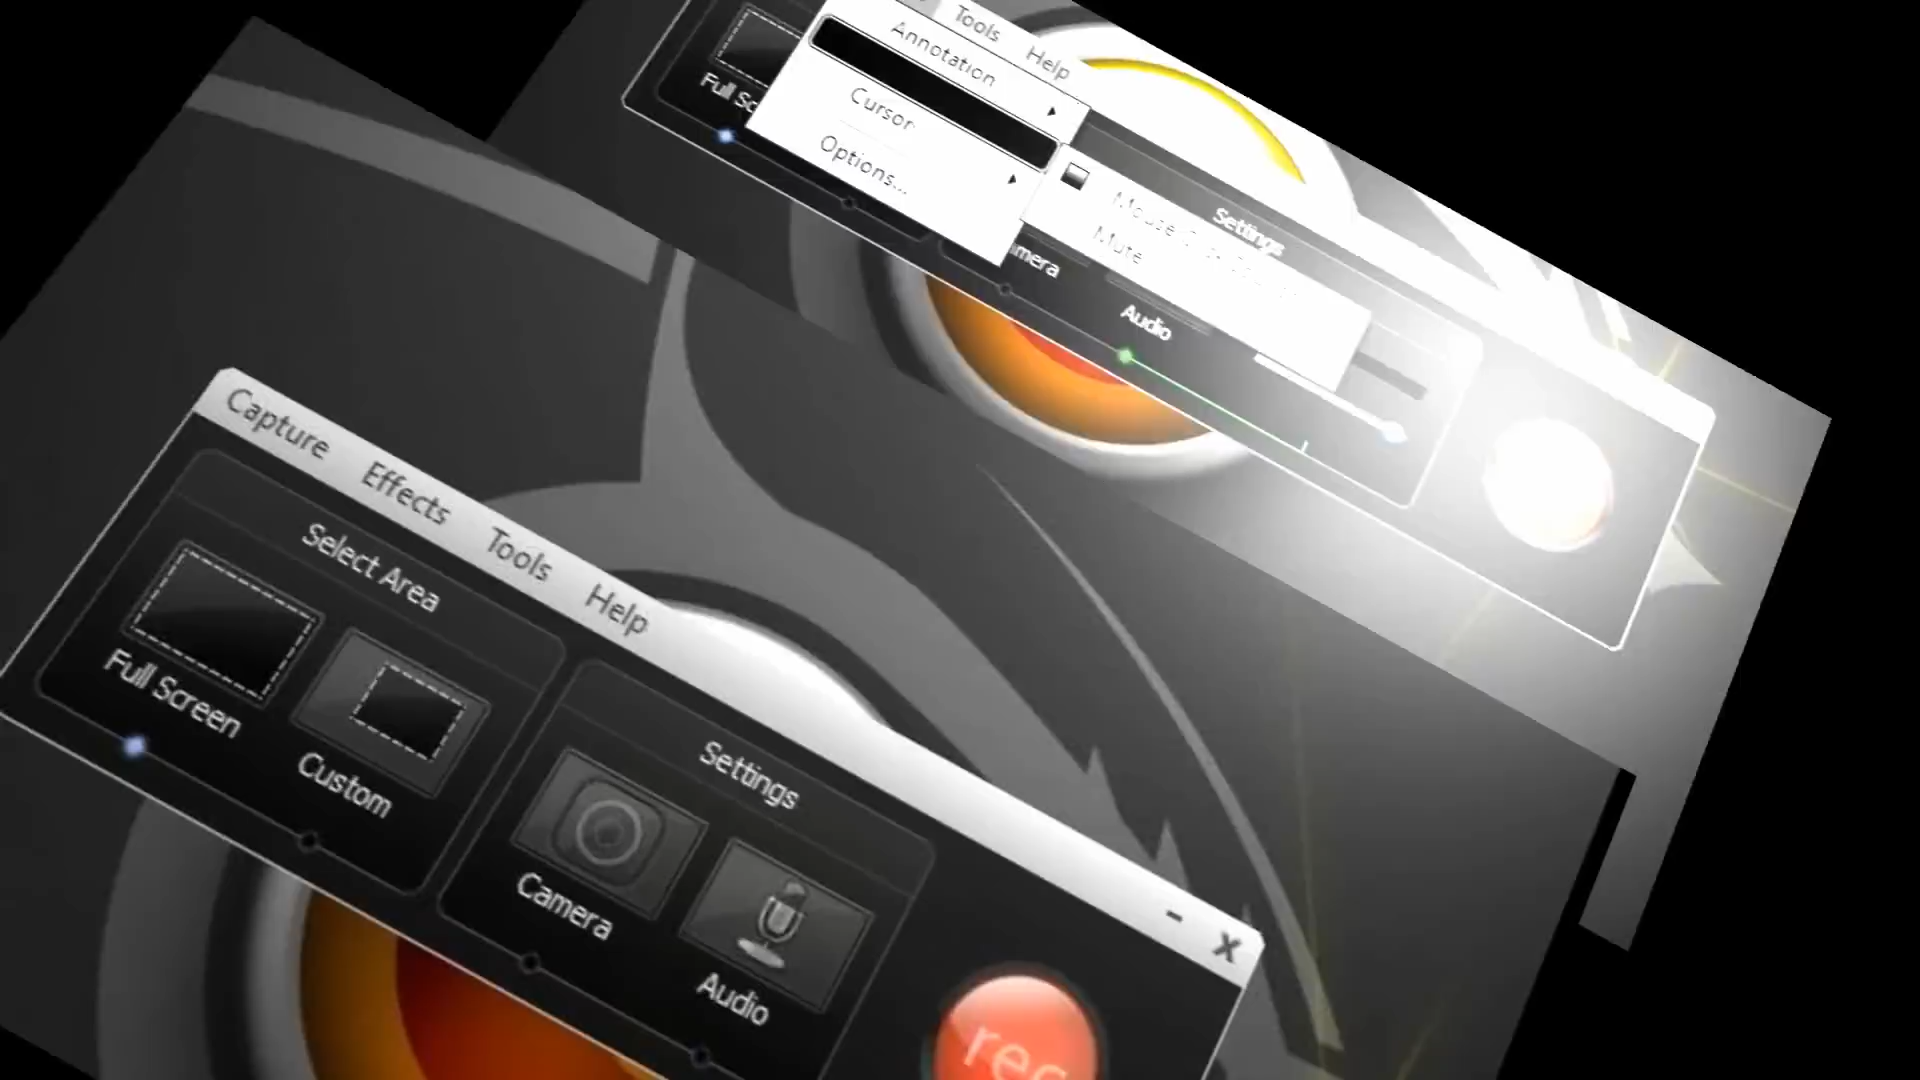 Tools
Help
Annotation
Cursor
Options...
Full Sc
Settings
Mute
amera
Audio
Capture
Effects
Tools
Help
Select Area
Full Screen
Custom
Settings
Camera
Audio
rec
- x